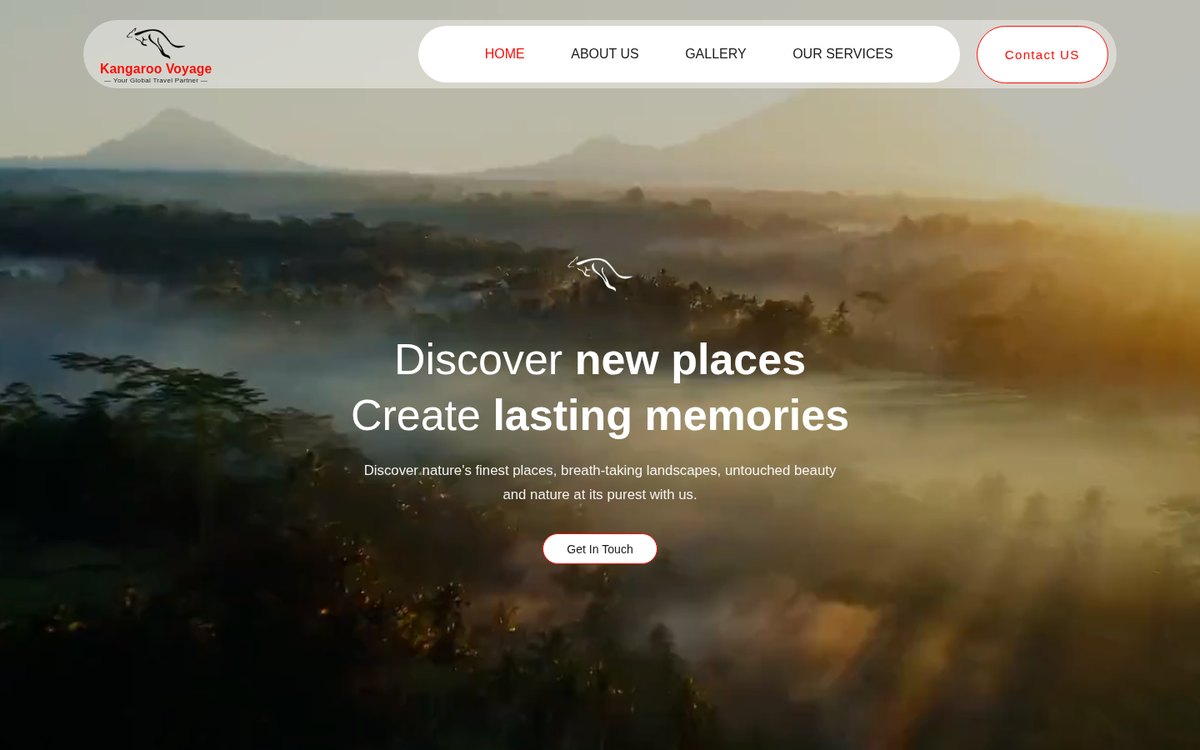 Kangaroo Voyage
— Your Global Travel Partner —
HOME
ABOUT US
GALLERY
OUR SERVICES
Contact US
Discover new places
Create lasting memories
Discover nature's finest places, breath-taking landscapes, untouched beauty
and nature at its purest with us.
Get In Touch